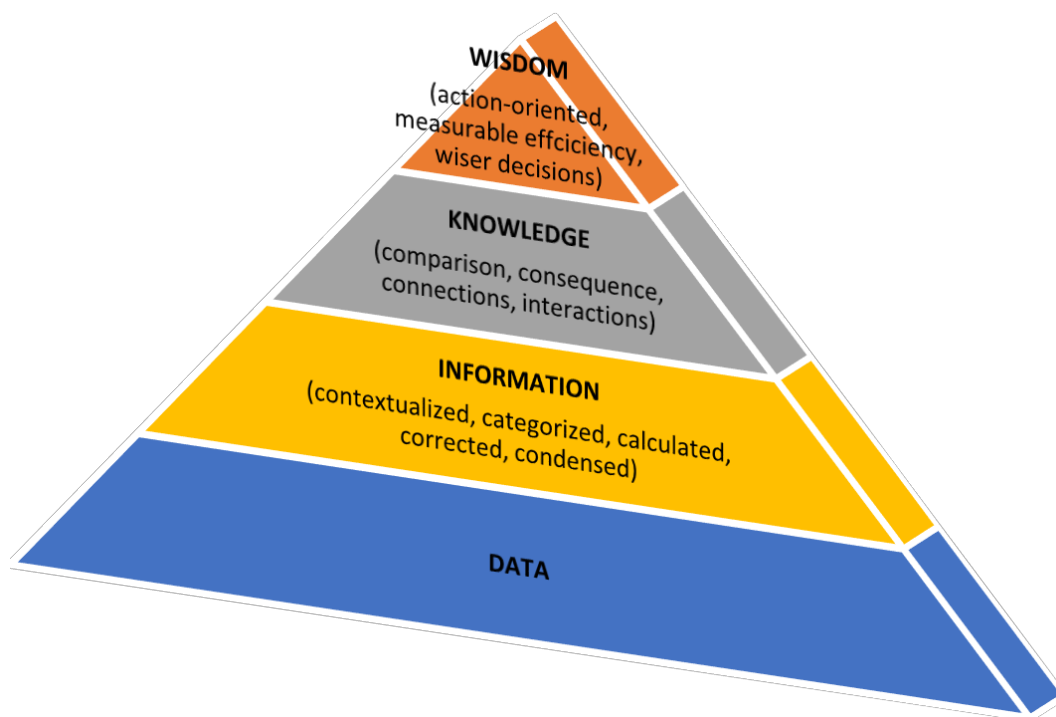 WISDOM
(action-oriented,
measurable effciciency,
wiser decisions)
KNOWLEDGE
(comparison, consequence,
connections, interactions)
INFORMATION
(contextualized, categorized, calculated,
corrected, condensed)
DATA